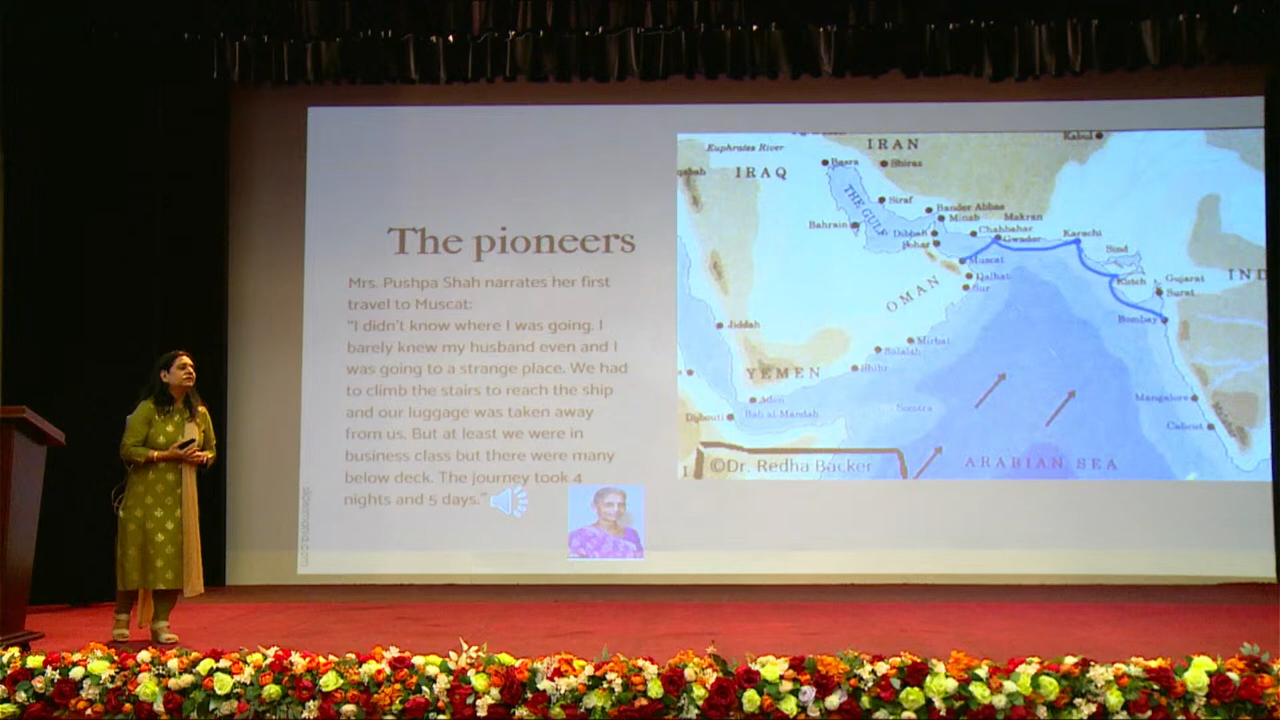 The pioneers
Mrs. Pushpa Shah narrates her first
travel to Muscat:
"I didn't know where I was going. I
barely knew my husband even and I
was going to a strange place. We had
to climb the stairs to reach the ship
and our luggage was taken away
from us. But at least we were in
business class but there were many
below deck. The journey took 4
nights and 5 days."
Kabul
Euphrates River
IRAN
IRAQ
Basra
Shiraz
THE GULF
Siraf
Bander Abbas
Minab
Makran
Bahrain
Dibbah
Chahbahar
Karachi
Sohar
Gwader
Sind
Muscat
Qalhat
Kutch
Gujarat
IND
OMAN
Sur
Surat
Bombay
Jiddah
Mirbat
Salalah
YEMEN
Shihr
Aden
Mangalore
Djibouti
Bab al Mandab
Socotra
Calicut
©Dr. Redha Backer
ARABIAN SEA